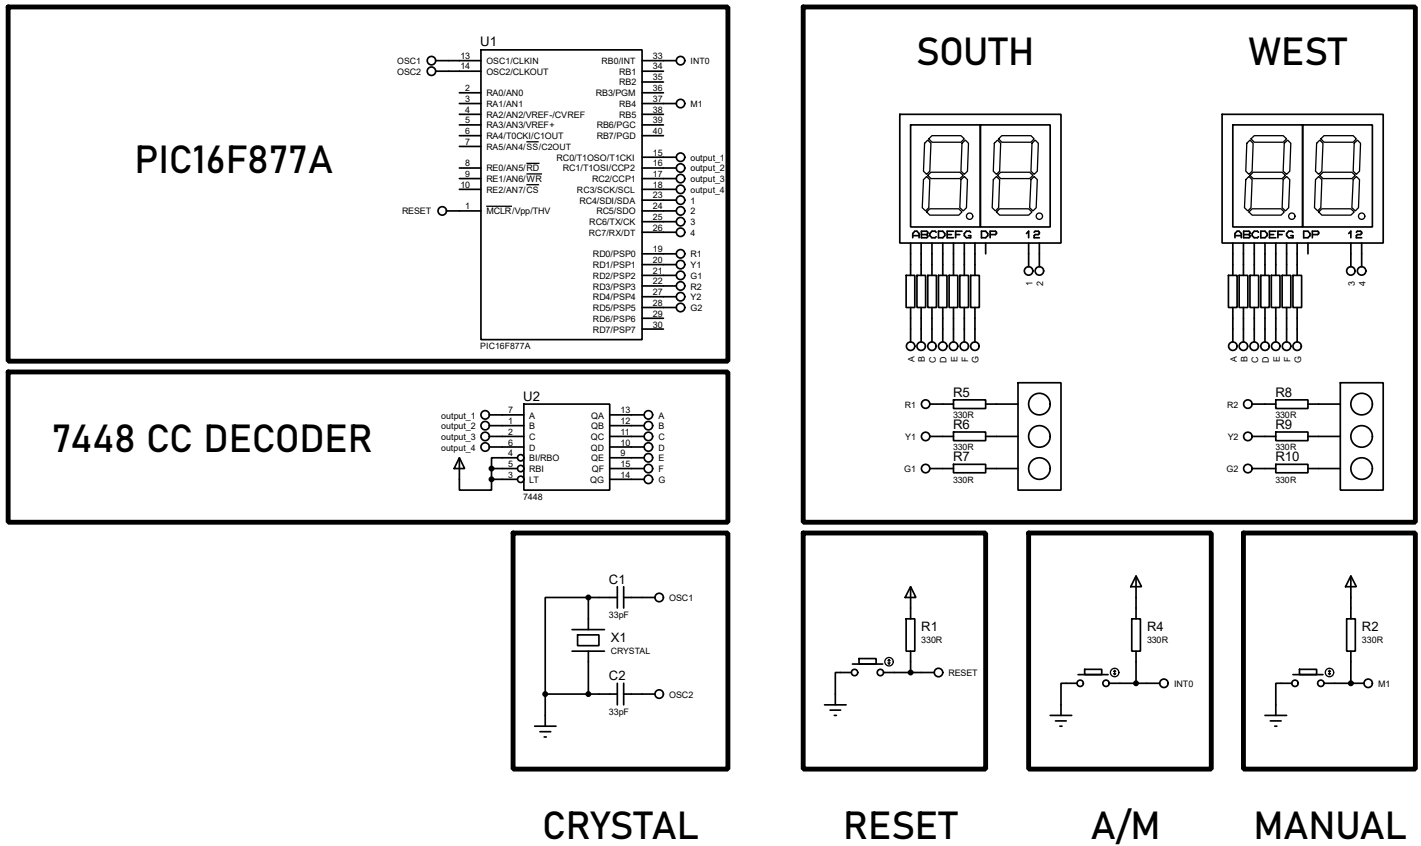 PIC16F877A
U1
OSC1 13 OSC1/CLKIN RB0/INT 33 INT0
OSC2 14 OSC2/CLKOUT RB1 34
RB2 35
2 RA0/AN0 RB3/PGM 36
3 RA1/AN1 RB4 37 M1
4 RA2/AN2/VREF-/CVREF RB5 38
5 RA3/AN3/VREF+ RB6/PGC 39
6 RA4/T0CKI/C1OUT RB7/PGD 40
7 RA5/AN4/SS/C2OUT
RC0/T1OSO/T1CKI 15 output_1
8 RE0/AN5/RD RC1/T1OSI/CCP2 16 output_2
9 RE1/AN6/WR RC2/CCP1 17 output_3
10 RE2/AN7/CS RC3/SCK/SCL 18 output_4
RC4/SDI/SDA 23 1
RESET 1 MCLR/Vpp/THV RC5/SDO 24 2
RC6/TX/CK 25 3
RC7/RX/DT 26 4
RD0/PSP0 19 R1
RD1/PSP1 20 Y1
RD2/PSP2 21 G1
RD3/PSP3 22 R2
RD4/PSP4 27 Y2
RD5/PSP5 28 G2
RD6/PSP6 29
RD7/PSP7 30
PIC16F877A
7448 CC DECODER
U2
output_1 7 A QA 13 A
output_2 1 B QB 12 B
output_3 2 C QC 11 C
output_4 6 D QD 10 D
4 BI/RBO QE 9 E
5 RBI QF 15 F
3 LT QG 14 G
7448
SOUTH WEST
ABCDEFG DP 12 ABCDEFG DP 12
1 2 3 4
A B C D E F G A B C D E F G
R1 R5 330R R2 R8 330R
Y1 R6 330R Y2 R9 330R
G1 R7 330R G2 R10 330R
C1
33pF
OSC1
X1
CRYSTAL
C2
33pF
OSC2
CRYSTAL
R1
330R
RESET
RESET
R4
330R
INT0
A/M
R2
330R
M1
MANUAL